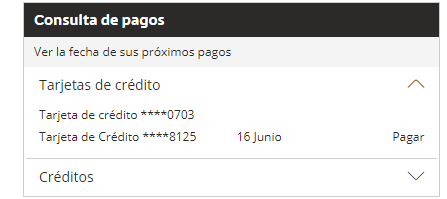 Consulta de pagos
Ver la fecha de sus próximos pagos
Tarjetas de crédito
Tarjeta de crédito ****0703
Tarjeta de Crédito ****8125 16 Junio Pagar
Créditos